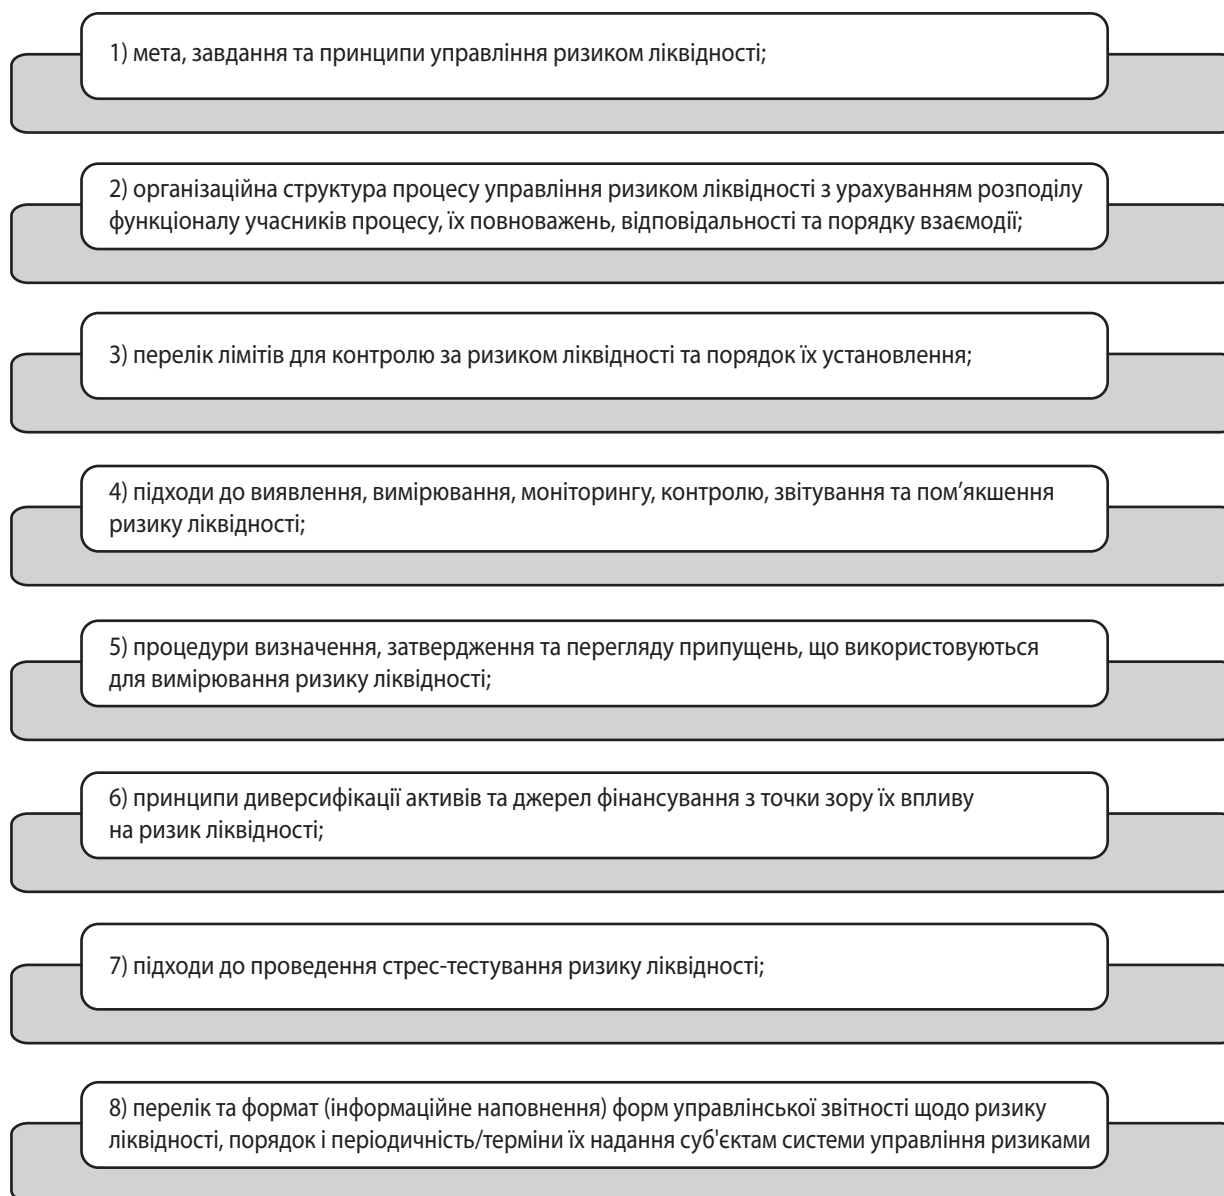 1) мета, завдання та принципи управління ризиком ліквідності;
2) організаційна структура процесу управління ризиком ліквідності з урахуванням розподілу
функціоналу учасників процесу, їх повноважень, відповідальності та порядку взаємодії;
3) перелік лімітів для контролю за ризиком ліквідності та порядок їх установлення;
4) підходи до виявлення, вимірювання, моніторингу, контролю, звітування та пом’якшення
ризику ліквідності;
5) процедури визначення, затвердження та перегляду припущень, що використовуються
для вимірювання ризику ліквідності;
6) принципи диверсифікації активів та джерел фінансування з точки зору їх впливу
на ризик ліквідності;
7) підходи до проведення стрес-тестування ризику ліквідності;
8) перелік та формат (інформаційне наповнення) форм управлінської звітності щодо ризику
ліквідності, порядок і періодичність/терміни їх надання суб'єктам системи управління ризиками